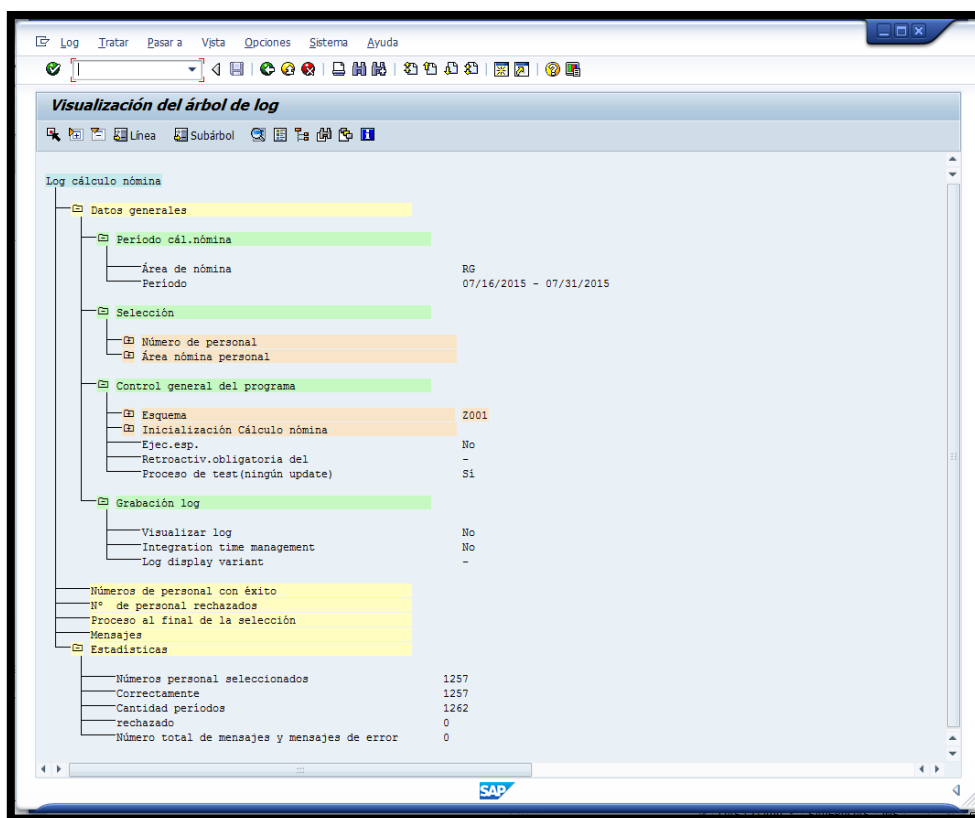 Log Tratar Pasar a Vista Opciones Sistema Ayuda
Visualización del árbol de log
Línea Subárbol
Log cálculo nómina
Datos generales
Período cál.nómina
Área de nómina RG
Período 07/16/2015 - 07/31/2015
Selección
Número de personal
Área nómina personal
Control general del programa
Esquema Z001
Inicialización Cálculo nómina
Ejec.esp. No
Retroactiv.obligatoria del -
Proceso de test(ningún update) Sí
Grabación log
Visualizar log No
Integration time management No
Log display variant -
Números de personal con éxito
Nº de personal rechazados
Proceso al final de la selección
Mensajes
Estadísticas
Números personal seleccionados 1257
Correctamente 1257
Cantidad períodos 1262
rechazado 0
Número total de mensajes y mensajes de error 0
SAP